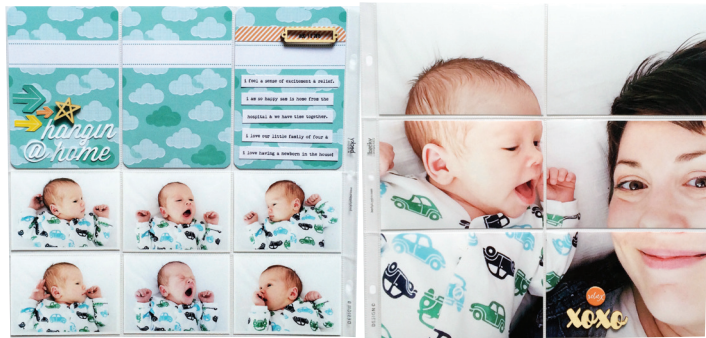 hangin
@ home
i feel a sense of excitement & relief.
i am so happy sam is home from the
hospital & we have time together.
i love our little family of four &
i love having a newborn in the house!
xoxo